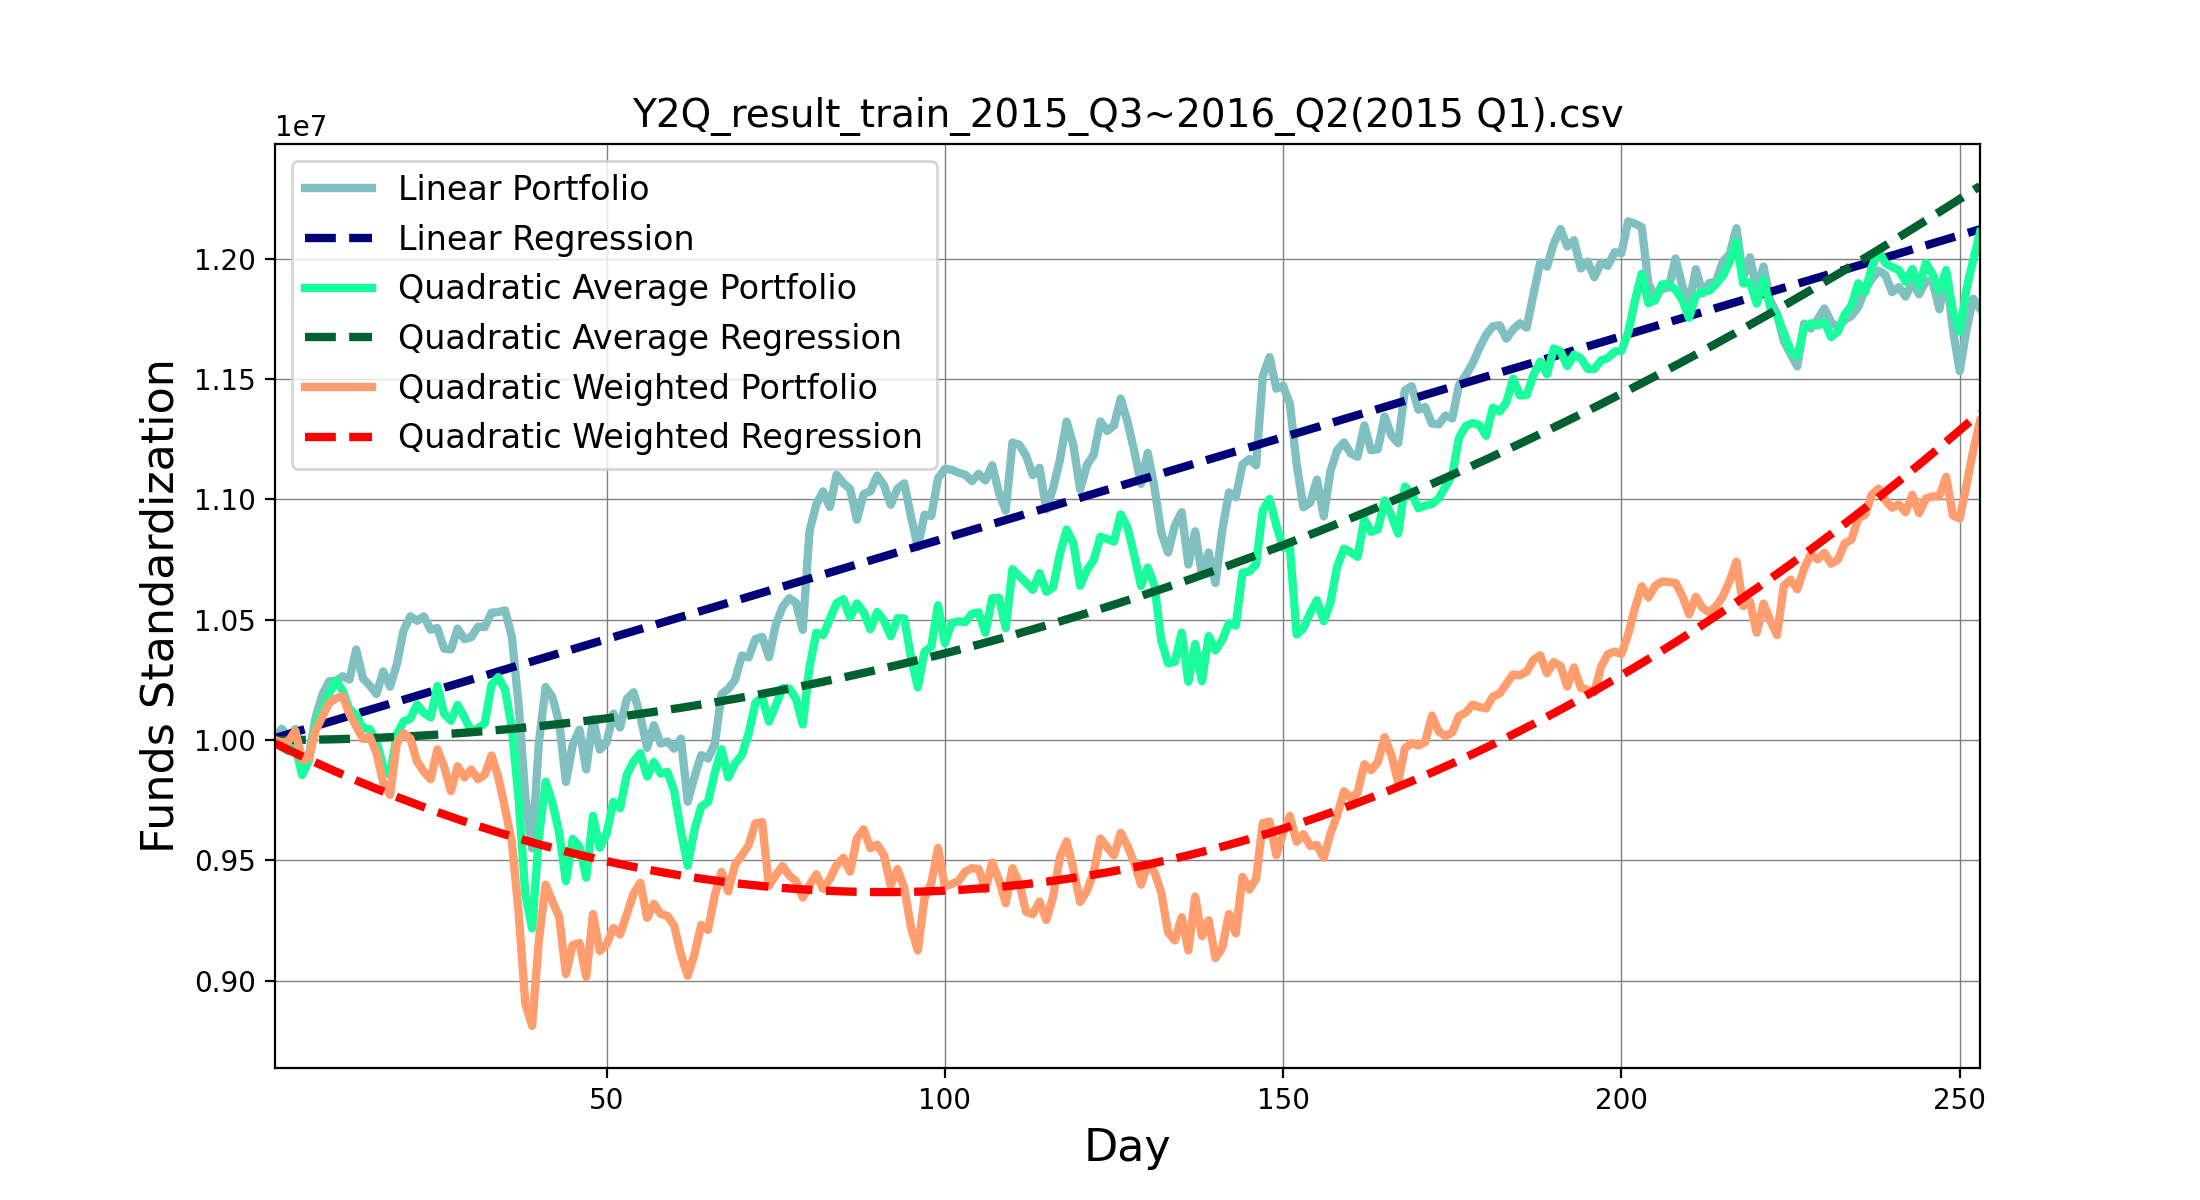 Y2Q_result_train_2015_Q3~2016_Q2(2015 Q1).csv
1e7
Linear Portfolio
Linear Regression
Quadratic Average Portfolio
Quadratic Average Regression
Quadratic Weighted Portfolio
Quadratic Weighted Regression
Funds Standardization
1.20
1.15
1.10
1.05
1.00
0.95
0.90
50 100 150 200 250
Day